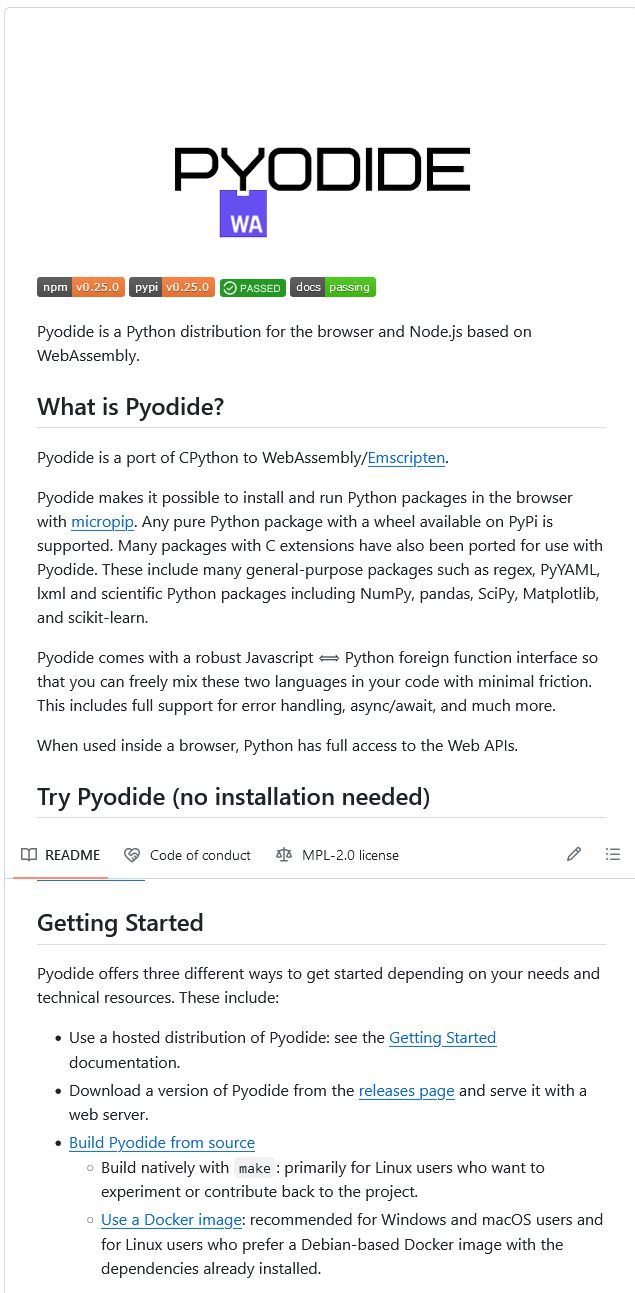 PYODIDE
WA
npm v0.25.0 pypi v0.25.0 PASSED docs passing
Pyodide is a Python distribution for the browser and Node.js based on
WebAssembly.
What is Pyodide?
Pyodide is a port of CPython to WebAssembly/Emscripten.
Pyodide makes it possible to install and run Python packages in the browser
with micropip. Any pure Python package with a wheel available on PyPi is
supported. Many packages with C extensions have also been ported for use with
Pyodide. These include many general-purpose packages such as regex, PyYAML,
lxml and scientific Python packages including NumPy, pandas, SciPy, Matplotlib,
and scikit-learn.
Pyodide comes with a robust Javascript ⟺ Python foreign function interface so
that you can freely mix these two languages in your code with minimal friction.
This includes full support for error handling, async/await, and much more.
When used inside a browser, Python has full access to the Web APIs.
Try Pyodide (no installation needed)
README Code of conduct MPL-2.0 license
Getting Started
Pyodide offers three different ways to get started depending on your needs and
technical resources. These include:
• Use a hosted distribution of Pyodide: see the Getting Started
documentation.
• Download a version of Pyodide from the releases page and serve it with a
web server.
• Build Pyodide from source
◦ Build natively with make : primarily for Linux users who want to
experiment or contribute back to the project.
◦ Use a Docker image: recommended for Windows and macOS users and
for Linux users who prefer a Debian-based Docker image with the
dependencies already installed.